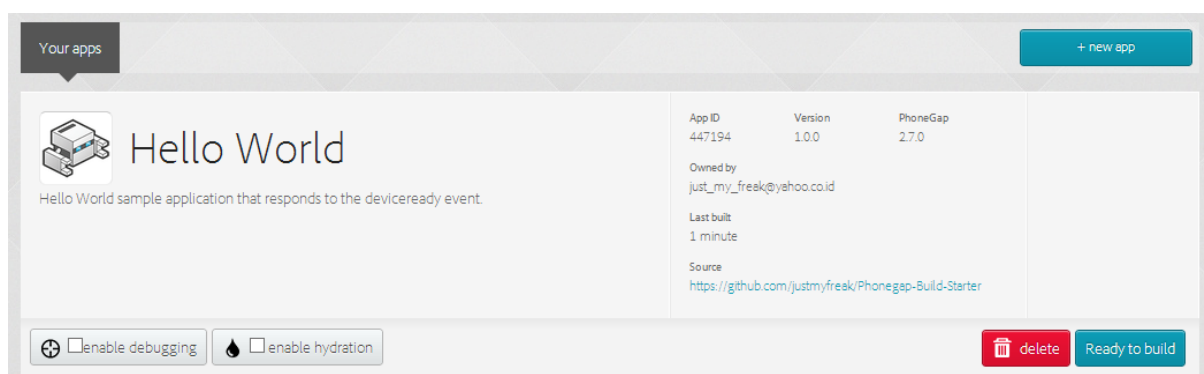 Your apps
+ new app
Hello World
Hello World sample application that responds to the deviceready event.
App ID Version PhoneGap
447194 1.0.0 2.7.0
Owned by
just_my_freak@yahoo.co.id
Last built
1 minute
Source
https://github.com/justmyfreak/Phonegap-Build-Starter
enable debugging
enable hydration
delete
Ready to build